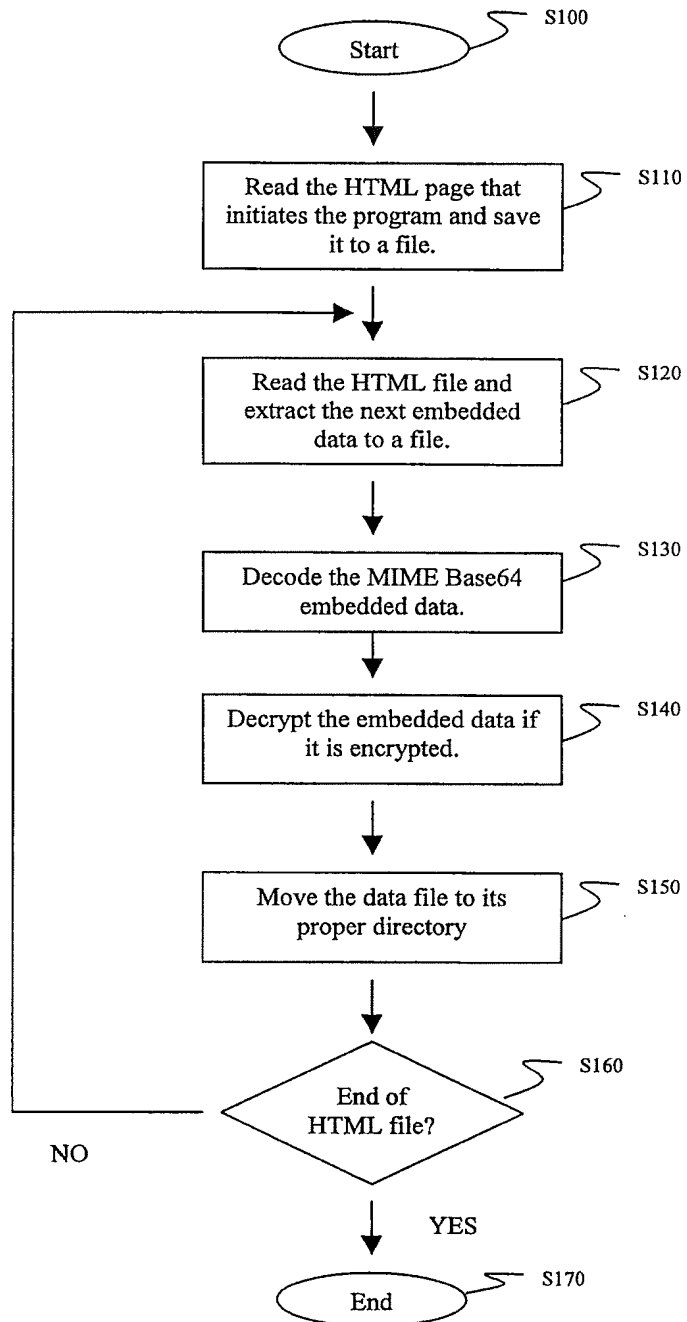 S100
Start
S110
Read the HTML page that
initiates the program and save
it to a file.
S120
Read the HTML file and
extract the next embedded
data to a file.
S130
Decode the MIME Base64
embedded data.
S140
Decrypt the embedded data if
it is encrypted.
S150
Move the data file to its
proper directory
S160
End of
HTML file?
NO
YES
S170
End